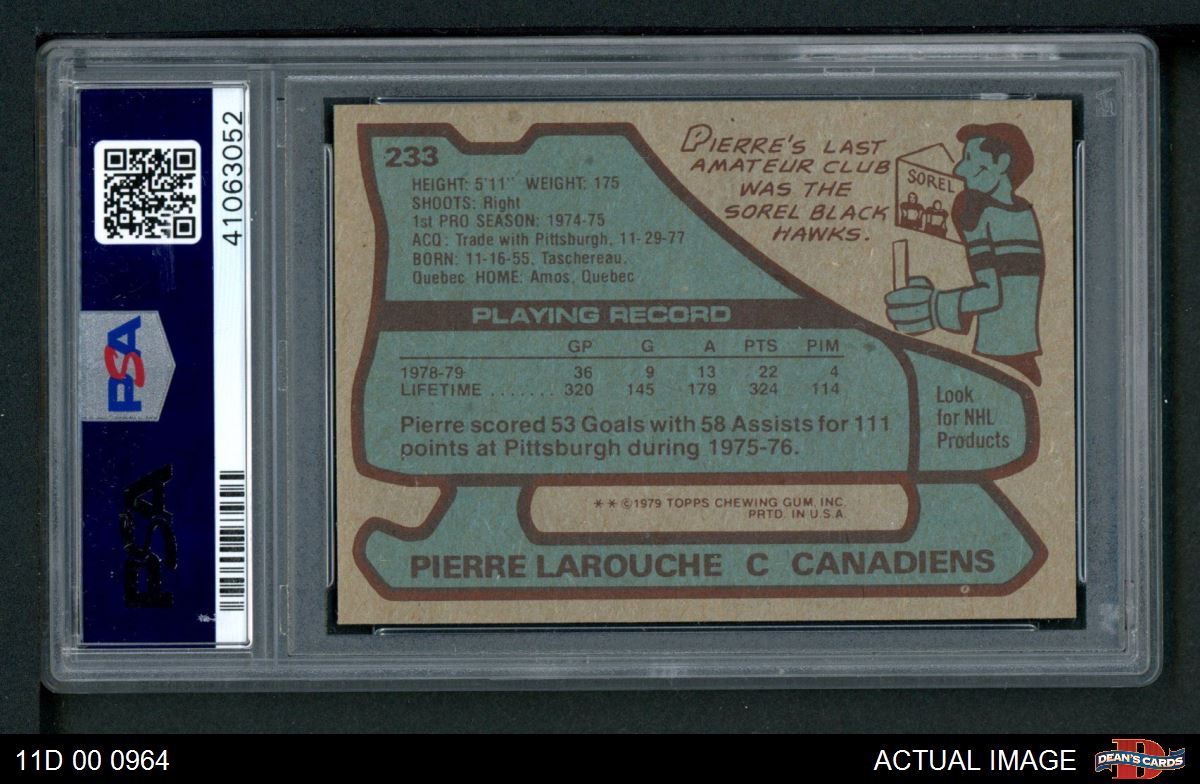 41063052
PSA
PSA
233
HEIGHT: 5'11" WEIGHT: 175
SHOOTS: Right
1st PRO SEASON: 1974-75
ACQ: Trade with Pittsburgh, 11-29-77
BORN: 11-16-55, Taschereau,
Quebec HOME: Amos, Quebec
PIERRE'S LAST
AMATEUR CLUB
WAS THE
SOREL BLACK
HAWKS.
SOREL
PLAYING RECORD
GP G A PTS PIM
1978-79 36 9 13 22 4
LIFETIME ....... 320 145 179 324 114
Pierre scored 53 Goals with 58 Assists for 111
points at Pittsburgh during 1975-76.
Look
for NHL
Products
* * ©1979 TOPPS CHEWING GUM, INC.
PRTD. IN U.S.A.
PIERRE LAROUCHE C CANADIENS
11D 00 0964
ACTUAL IMAGE
DEAN'S CARDS